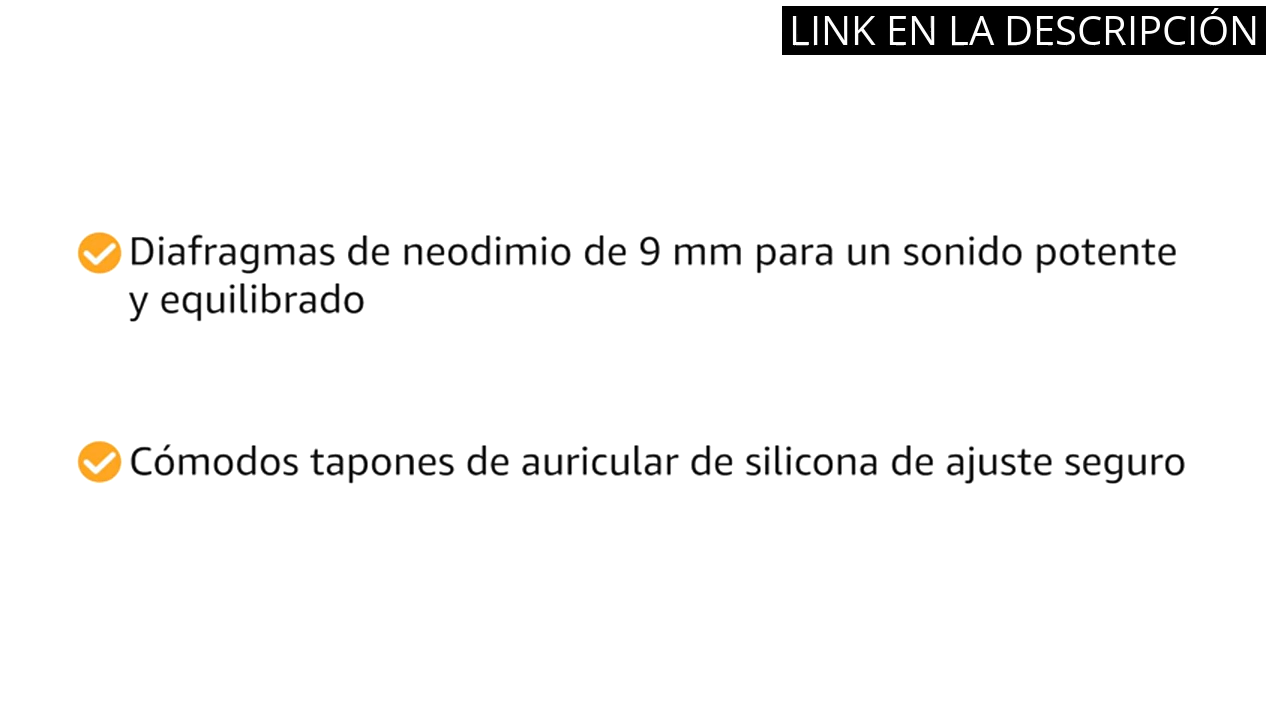 LINK EN LA DESCRIPCIÓN
Diafragmas de neodimio de 9 mm para un sonido potente
y equilibrado
Cómodos tapones de auricular de silicona de ajuste seguro